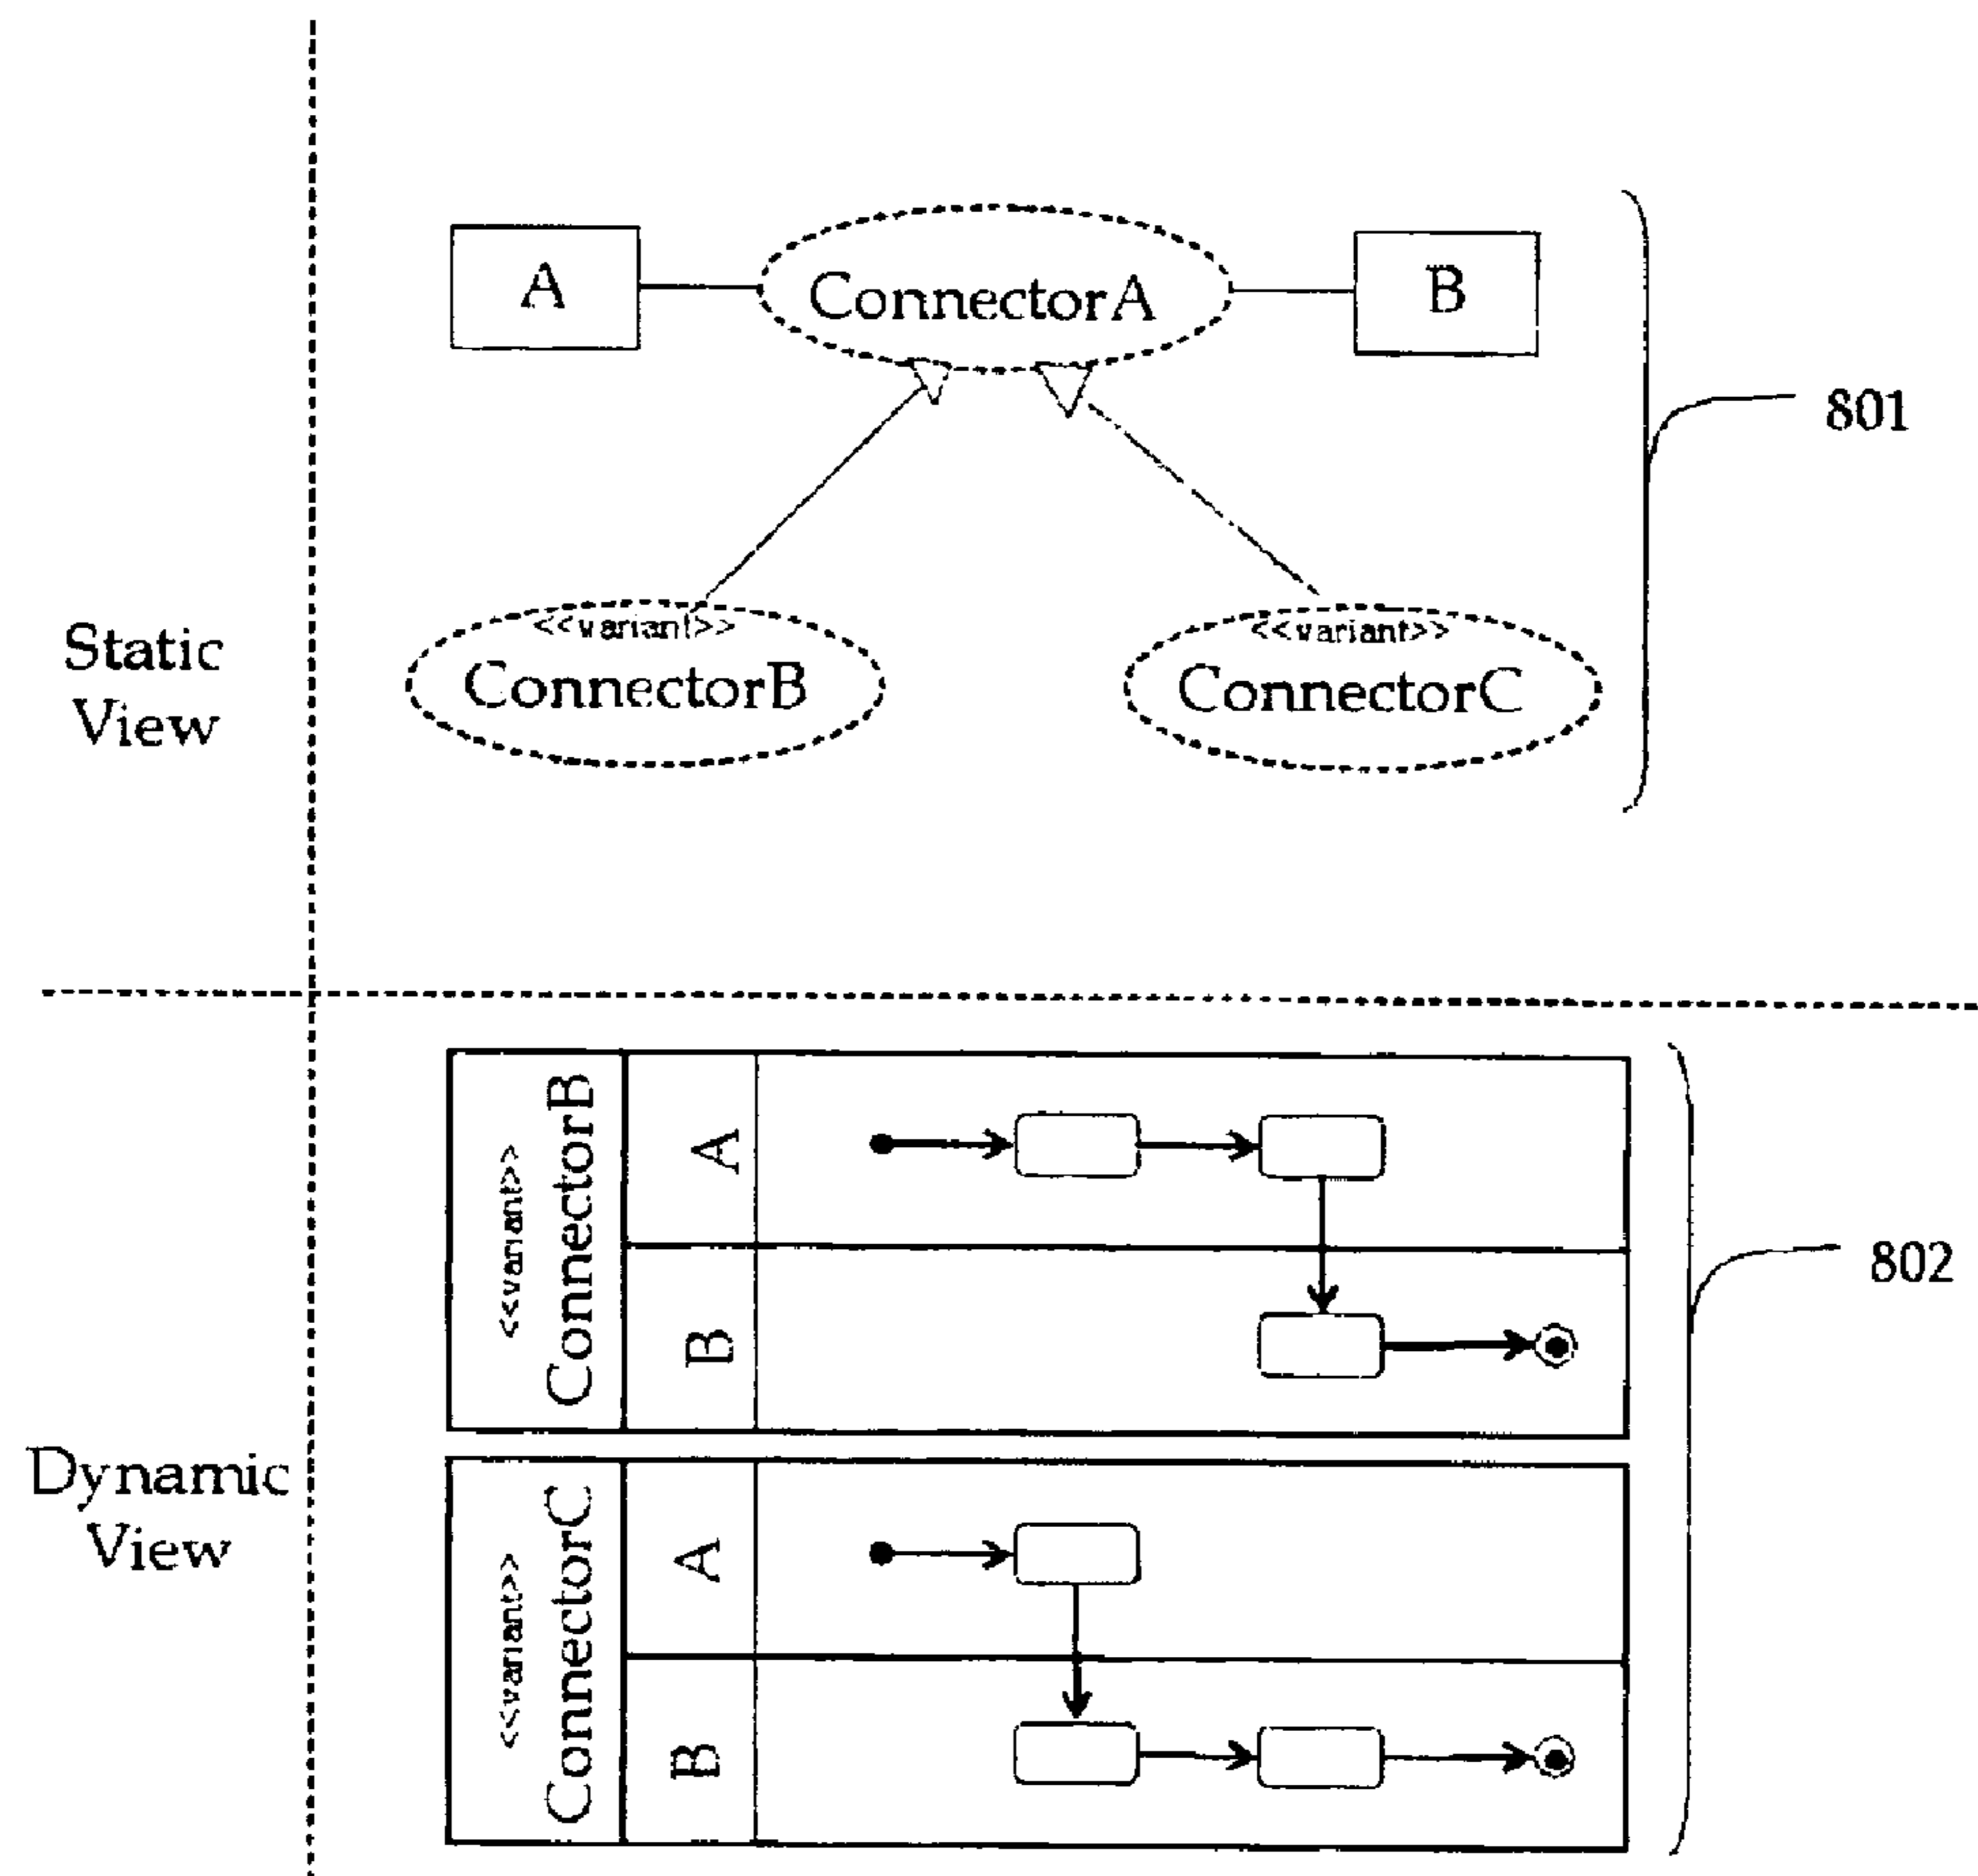 A
ConnectorA
B
801
<<variant>>
ConnectorB
<<variant>>
ConnectorC
Static
View
<<variant>>
ConnectorB
A
B
802
<<variant>>
ConnectorC
A
B
Dynamic
View